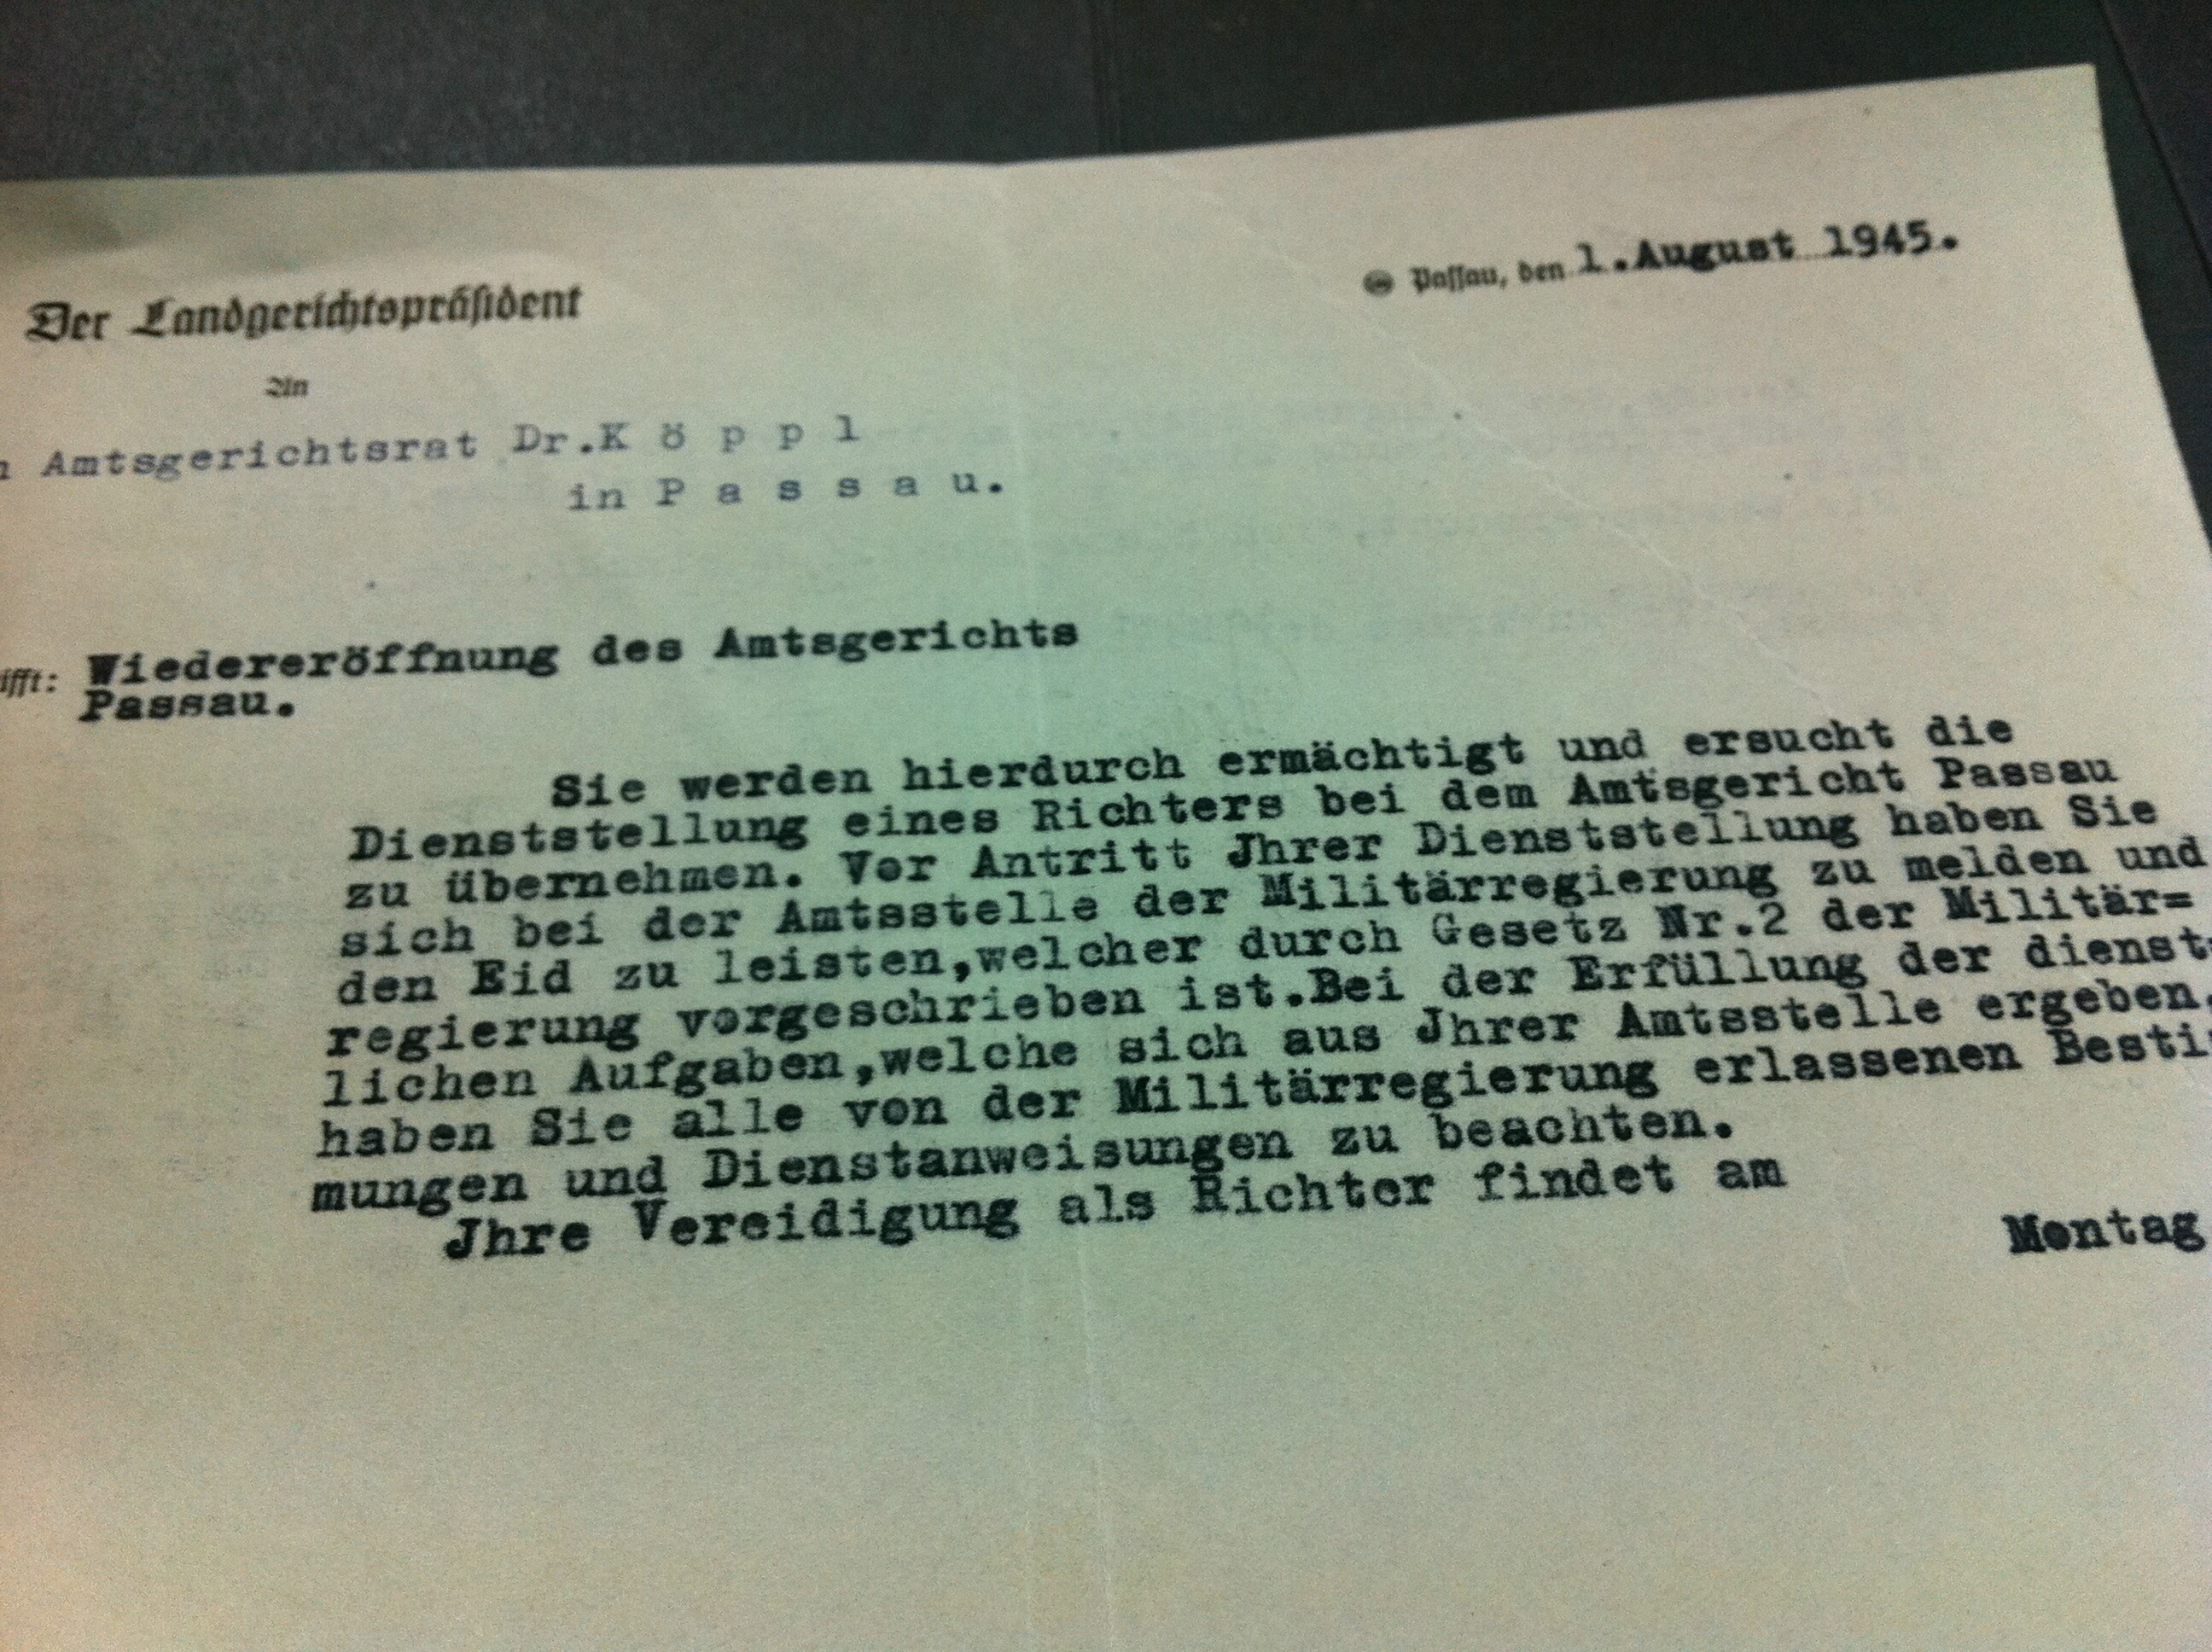 Der Landgerichtspräsident
Passau, den 1.August 1945.
An
n Amtsgerichtsrat Dr.K ö p p l
in P a s s a u.
ifft: Wiedereröffnung des Amtsgerichts
Passau.
Sie werden hierdurch ermächtigt und ersucht die
Dienststellung eines Richters bei dem Amtsgericht Passau
zu übernehmen. Vor Antritt Jhrer Dienststellung haben Sie
sich bei der Amtsstelle der Militärregierung zu melden und
den Eid zu leisten,welcher durch Gesetz Nr.2 der Militär=
regierung vorgeschrieben ist.Bei der Erfüllung der dienst=
lichen Aufgaben,welche sich aus Jhrer Amtsstelle ergeben,
haben Sie alle von der Militärregierung erlassenen Besti
mungen und Dienstanweisungen zu beachten.
Jhre Vereidigung als Richter findet am
Montag